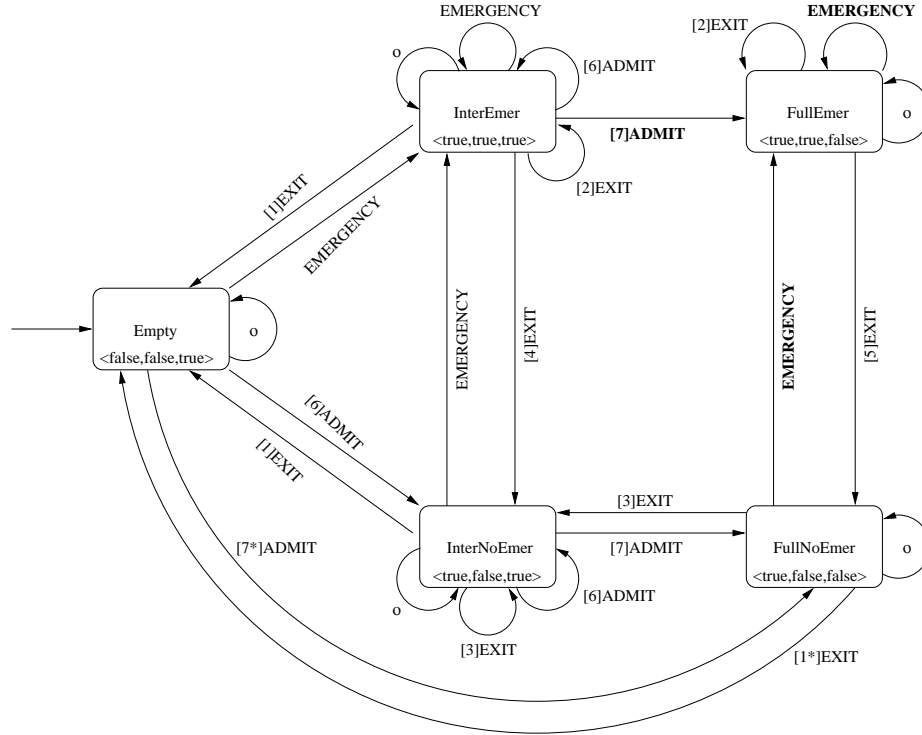 EMERGENCY
EMERGENCY
[2]EXIT
o
[6]ADMIT
InterEmer
<true,true,true>
FullEmer
<true,true,false>
o
[7]ADMIT
[2]EXIT
[1]EXIT
EMERGENCY
Empty
<false,false,true>
o
EMERGENCY
[4]EXIT
EMERGENCY
[5]EXIT
[6]ADMIT
[1]EXIT
[3]EXIT
[7*]ADMIT
InterNoEmer
<true,false,true>
[7]ADMIT
FullNoEmer
<true,false,false>
o
o
[6]ADMIT
[3]EXIT
[1*]EXIT